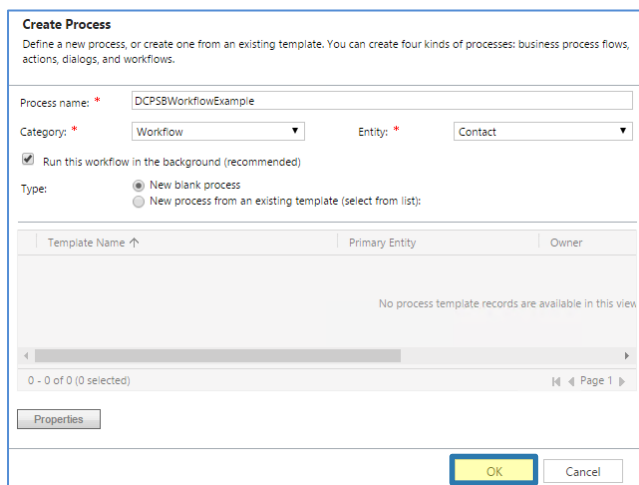 Create Process
Define a new process, or create one from an existing template. You can create four kinds of processes: business process flows,
actions, dialogs, and workflows.
Process name: * DCPSBWorkflowExample
Category: * Workflow Entity: * Contact
Run this workflow in the background (recommended)
Type: New blank process
New process from an existing template (select from list):
Template Name ↑ Primary Entity Owner
No process template records are available in this view
0 - 0 of 0 (0 selected) Page 1
Properties
OK Cancel